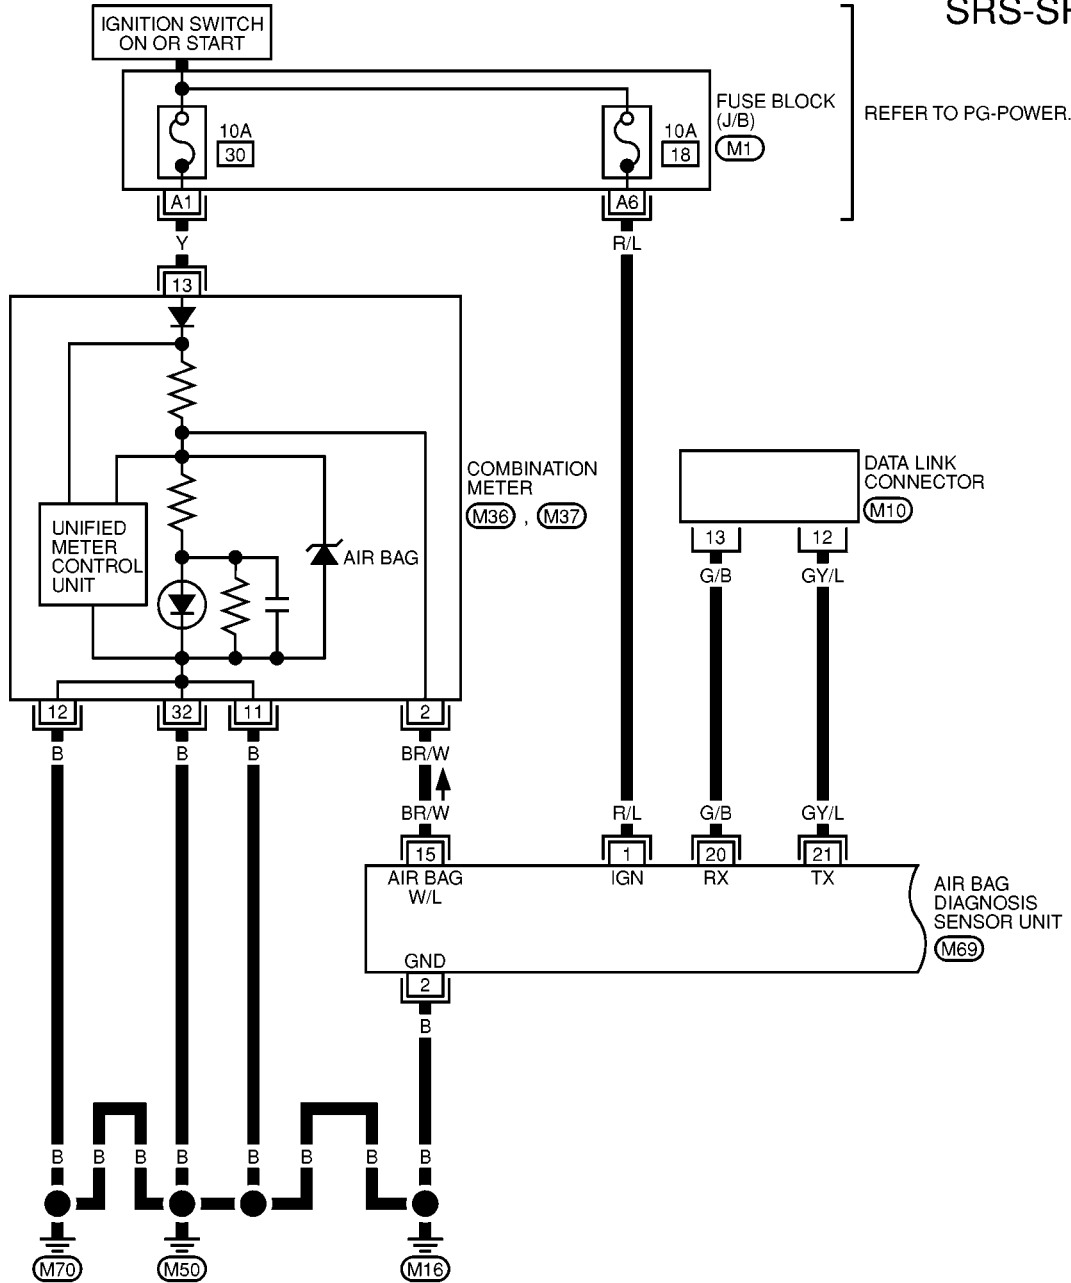 SRS-SR
IGNITION SWITCH
ON OR START
FUSE BLOCK
(J/B)
M1
REFER TO PG-POWER.
10A
30
10A
18
A1
A6
Y
R/L
13
COMBINATION
METER
M36 , M37
DATA LINK
CONNECTOR
M10
UNIFIED
METER
CONTROL
UNIT
AIR BAG
13
12
G/B
GY/L
12
32
11
2
B
B
B
BR/W
BR/W
R/L
G/B
GY/L
15
1
20
21
AIR BAG
W/L
IGN
RX
TX
AIR BAG
DIAGNOSIS
SENSOR UNIT
M69
GND
2
B
B
B
B
B
B
B
B
B
M70
M50
M16